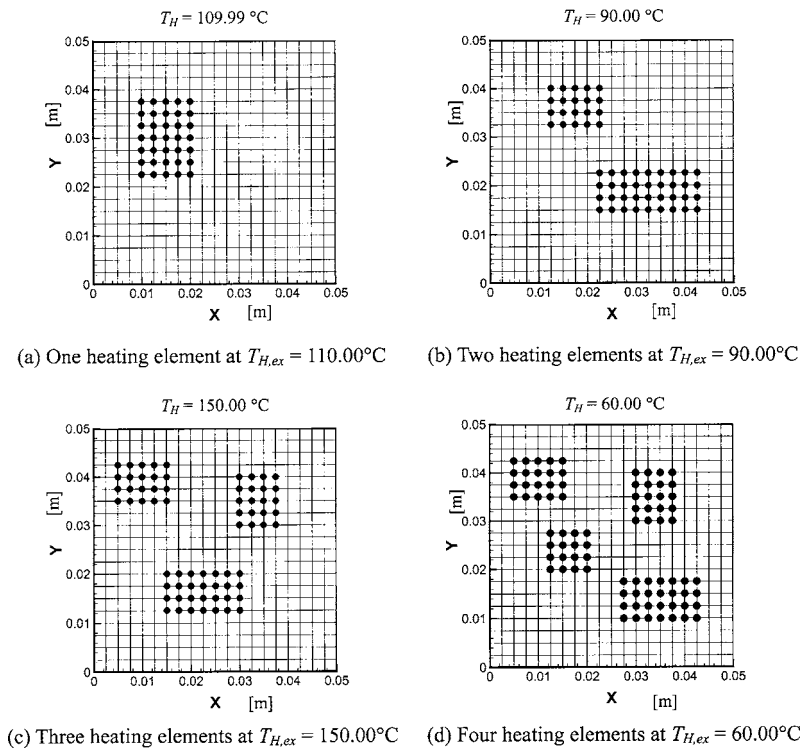 T_H = 109.99 °C
0.05
0.04
[m]
0.03
Y
0.02
0.01
0
0 0.01 0.02 0.03 0.04 0.05
X [m]
(a) One heating element at T_H,ex = 110.00°C
T_H = 90.00 °C
0.05
0.04
[m]
0.03
Y
0.02
0.01
0
0 0.01 0.02 0.03 0.04 0.05
X [m]
(b) Two heating elements at T_H,ex = 90.00°C
T_H = 150.00 °C
0.05
0.04
[m]
0.03
Y
0.02
0.01
0
0 0.01 0.02 0.03 0.04 0.05
X [m]
(c) Three heating elements at T_H,ex = 150.00°C
T_H = 60.00 °C
0.05
0.04
[m]
0.03
Y
0.02
0.01
0
0 0.01 0.02 0.03 0.04 0.05
X [m]
(d) Four heating elements at T_H,ex = 60.00°C